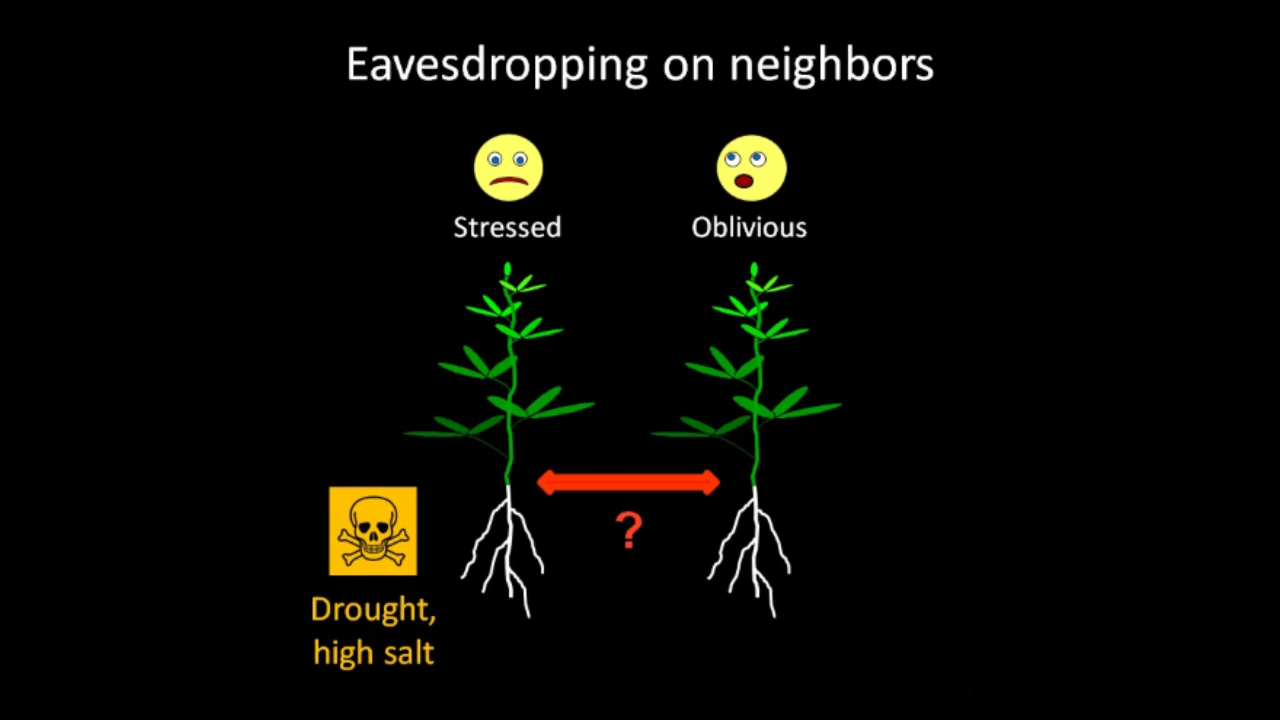 Eavesdropping on neighbors
Stressed
Oblivious
?
Drought,
high salt